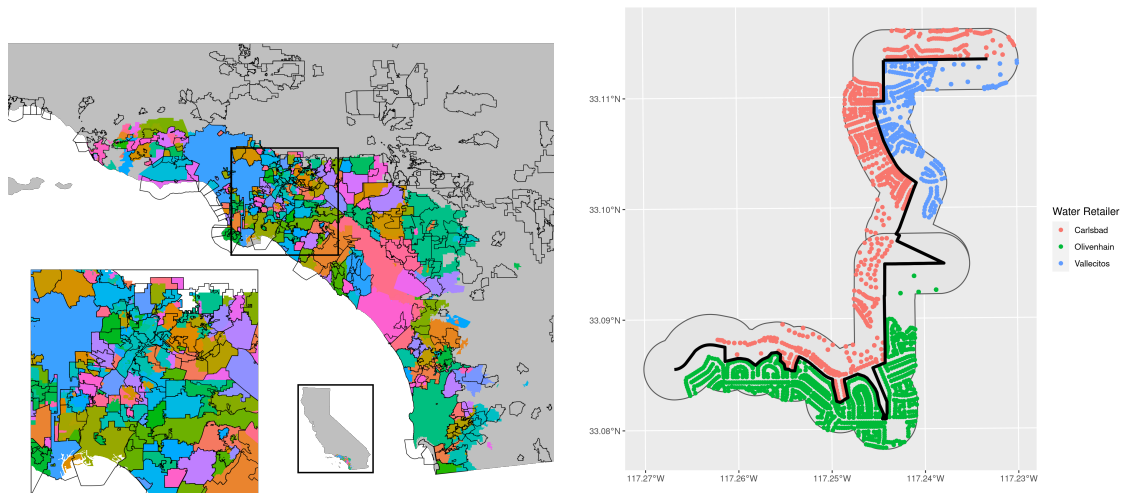 33.11°N
33.10°N
33.09°N
33.08°N
117.27°W
117.26°W
117.25°W
117.24°W
117.23°W
Water Retailer
Carlsbad
Olivenhain
Vallecitos